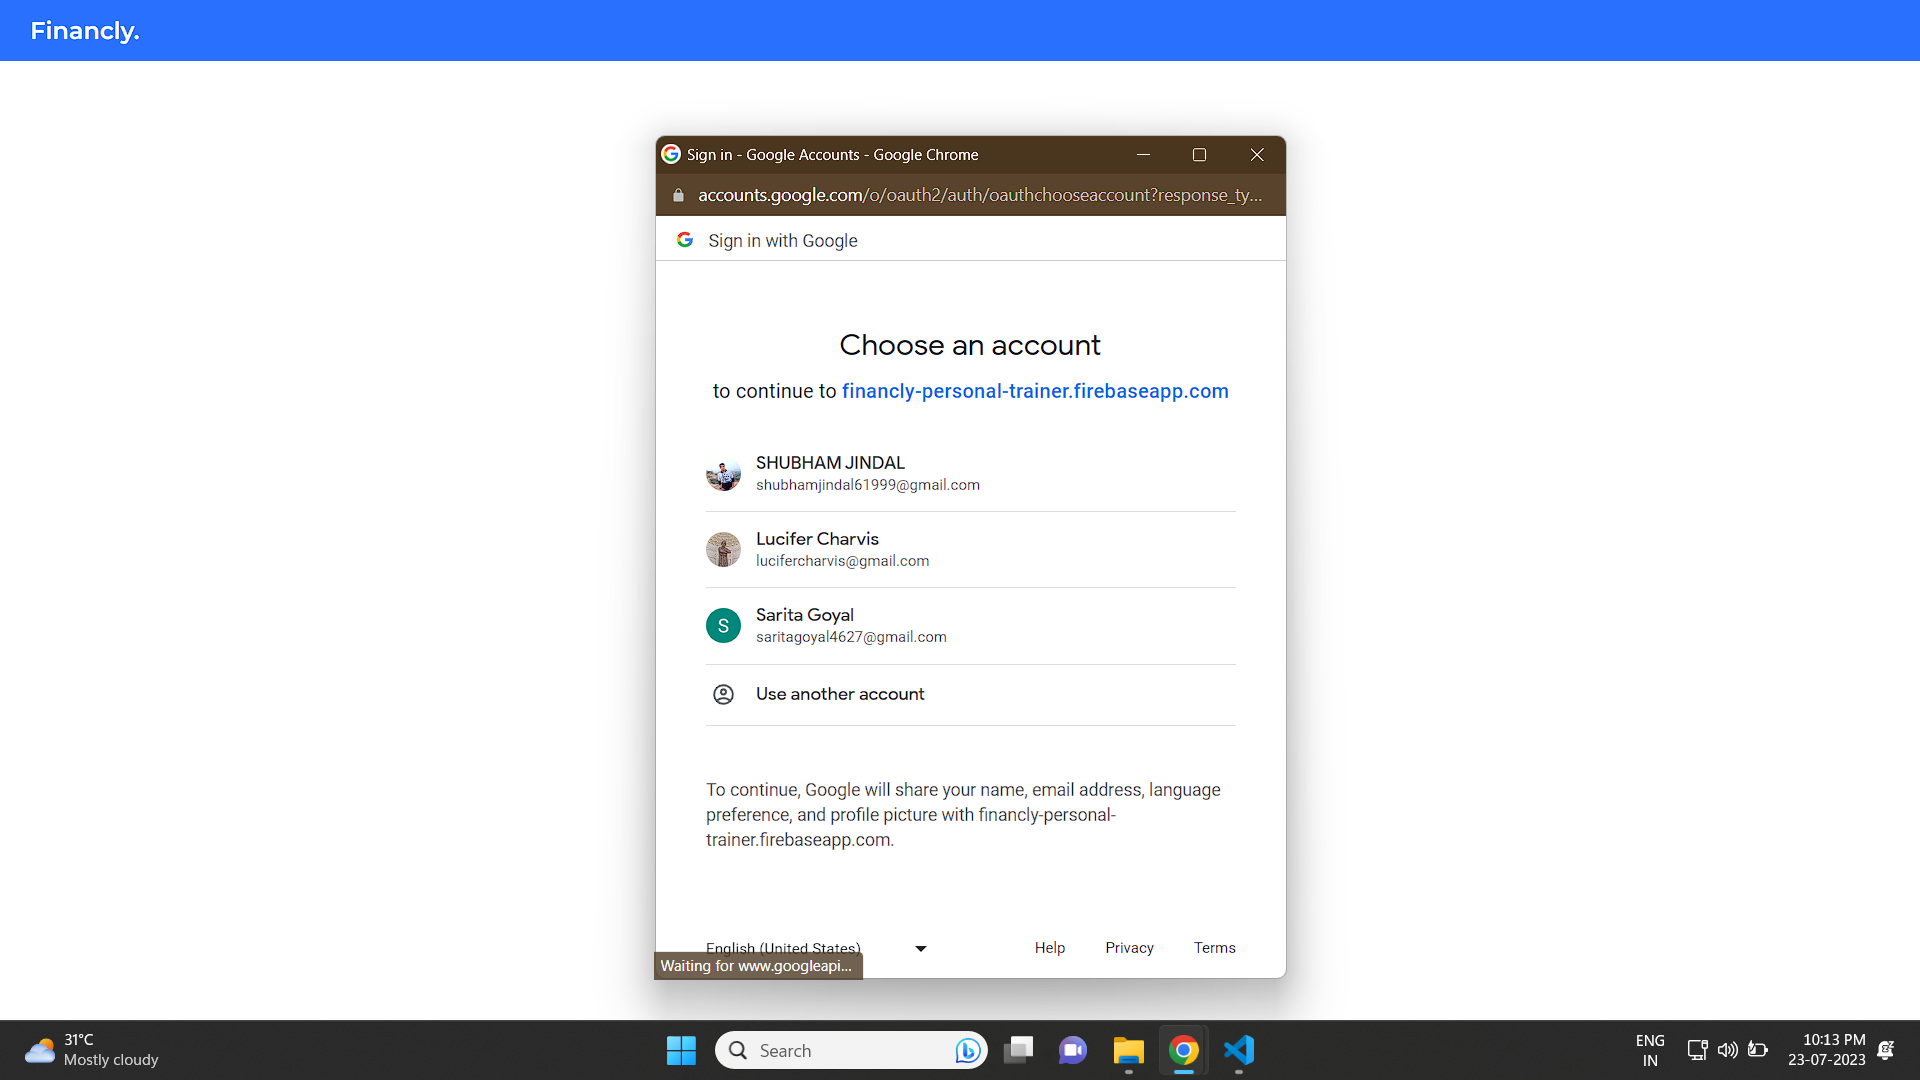 Financly.
Sign in - Google Accounts - Google Chrome
accounts.google.com/o/oauth2/auth/oauthchooseaccount?response_ty...
Sign in with Google
Choose an account
to continue to financly-personal-trainer.firebaseapp.com
SHUBHAM JINDAL
shubhamjindal61999@gmail.com
Lucifer Charvis
lucifercharvis@gmail.com
S
Sarita Goyal
saritagoyal4627@gmail.com
Use another account
To continue, Google will share your name, email address, language
preference, and profile picture with financly-personal-
trainer.firebaseapp.com.
English (United States)
Help Privacy Terms
Waiting for www.googleapi...
31°C
Mostly cloudy
Search
ENG
IN
10:13 PM
23-07-2023